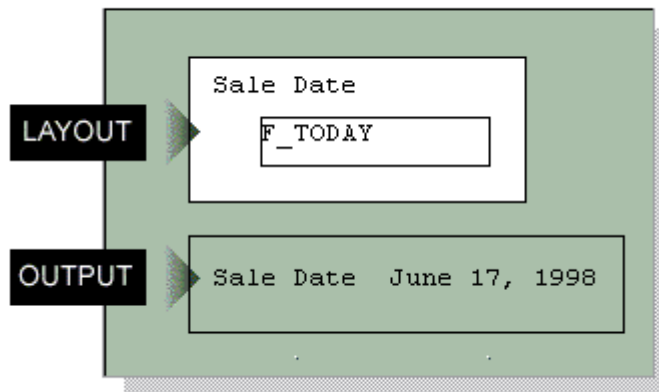 Sale Date
LAYOUT
F_TODAY
OUTPUT
Sale Date June 17, 1998